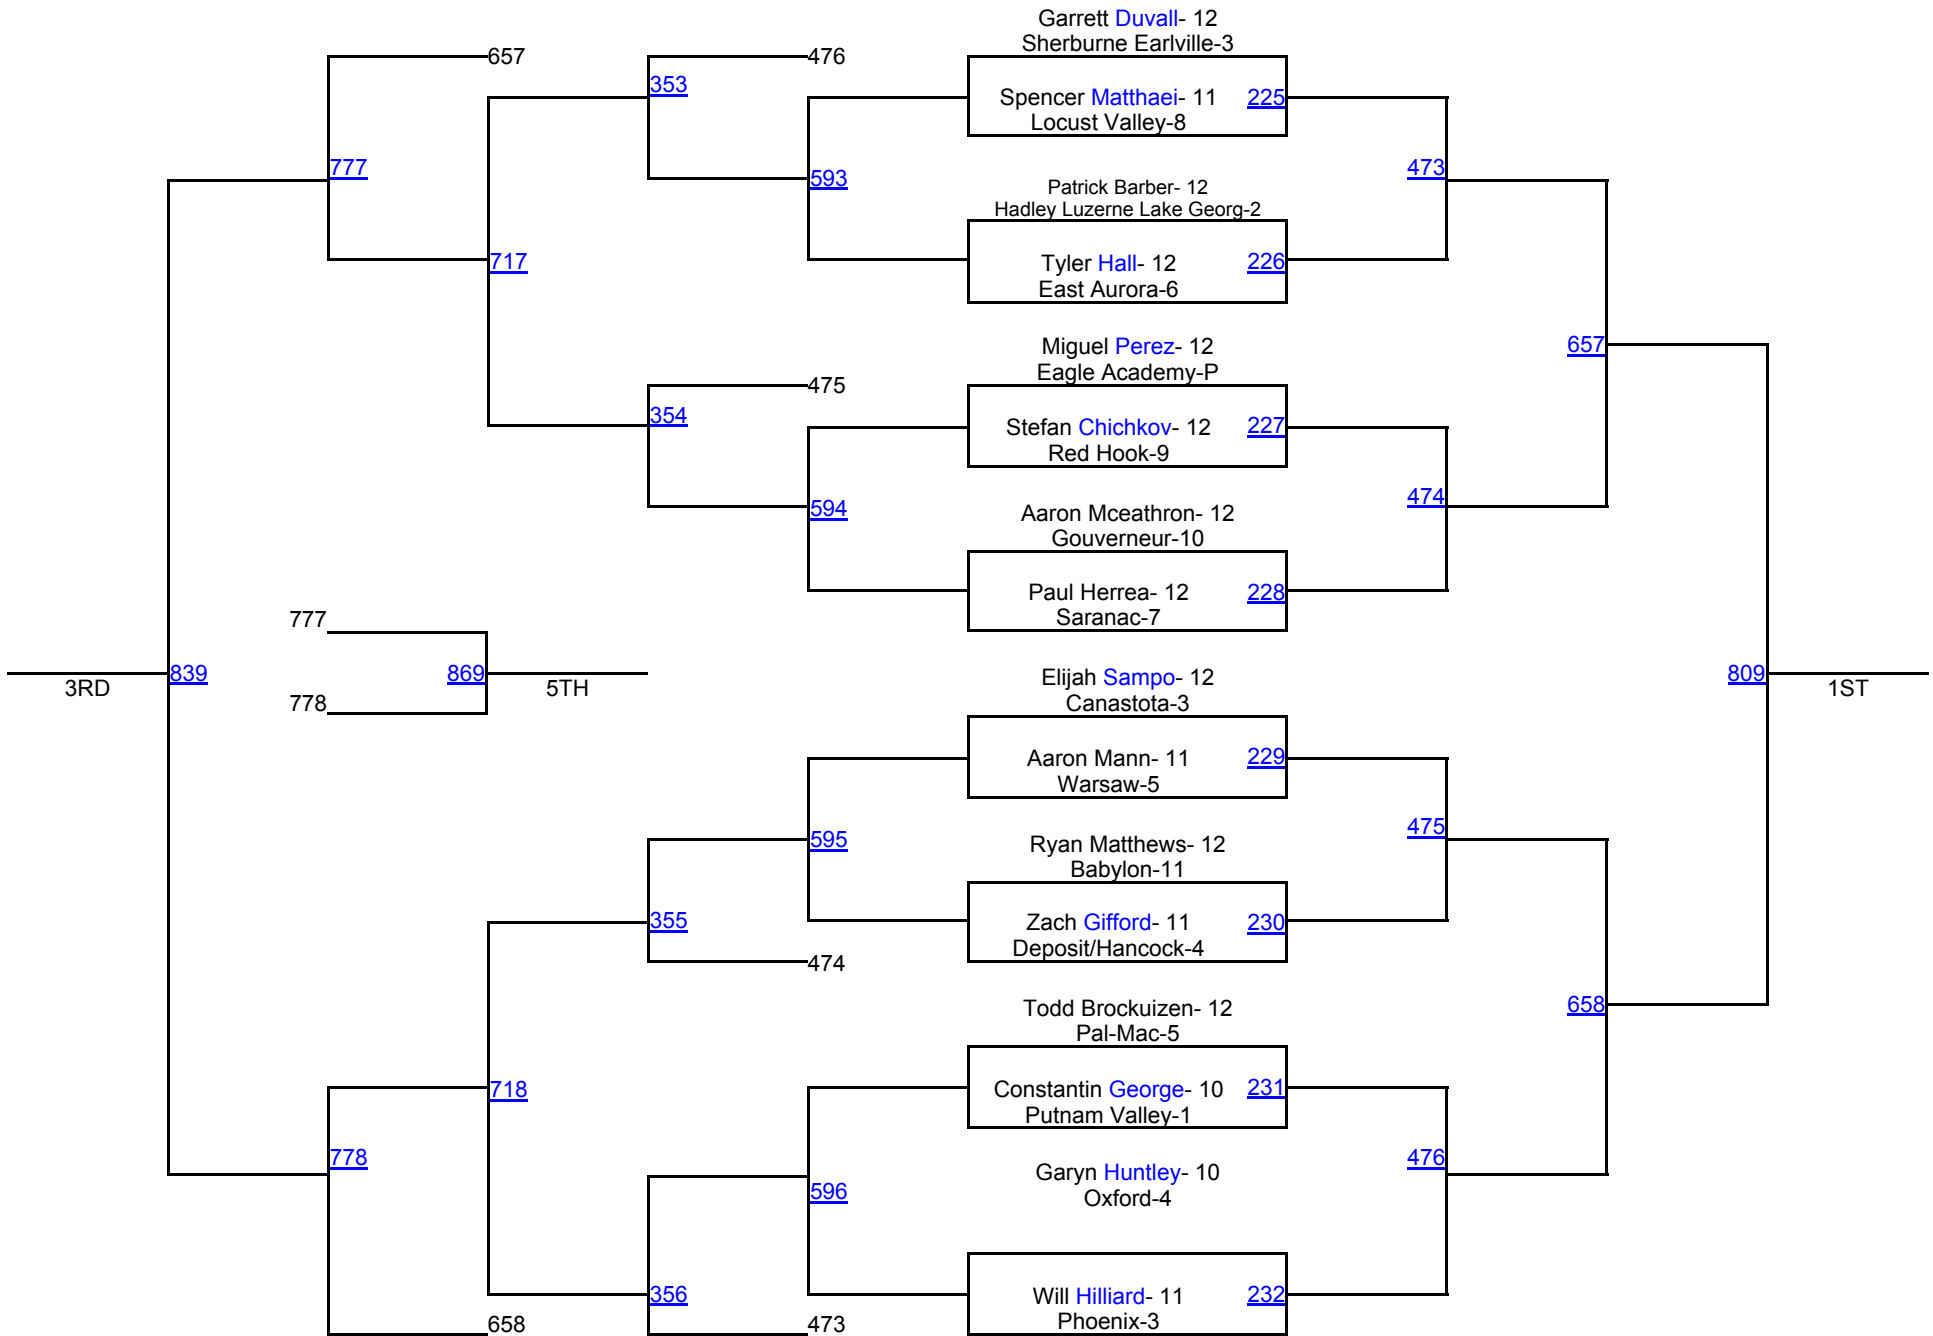 Garrett Duvall- 12
Sherburne Earlville-3
657
476
353
Spencer Matthaei- 11
225
Locust Valley-8
777
593
473
Patrick Barber- 12
Hadley Luzerne Lake Georg-2
717
Tyler Hall- 12
226
East Aurora-6
Miguel Perez- 12
657
Eagle Academy-P
475
354
Stefan Chichkov- 12
227
Red Hook-9
474
594
Aaron Mceathron- 12
Gouverneur-10
Paul Herrea- 12
228
Saranac-7
777
839
869
Elijah Sampo- 12
809
3RD
5TH
1ST
778
Canastota-3
Aaron Mann- 11
229
Warsaw-5
595
475
Ryan Matthews- 12
Babylon-11
355
Zach Gifford- 11
230
Deposit/Hancock-4
474
Todd Brockuizen- 12
658
Pal-Mac-5
718
Constantin George- 10
231
Putnam Valley-1
778
476
Garyn Huntley- 10
596
Oxford-4
356
Will Hilliard- 11
232
Phoenix-3
658
473